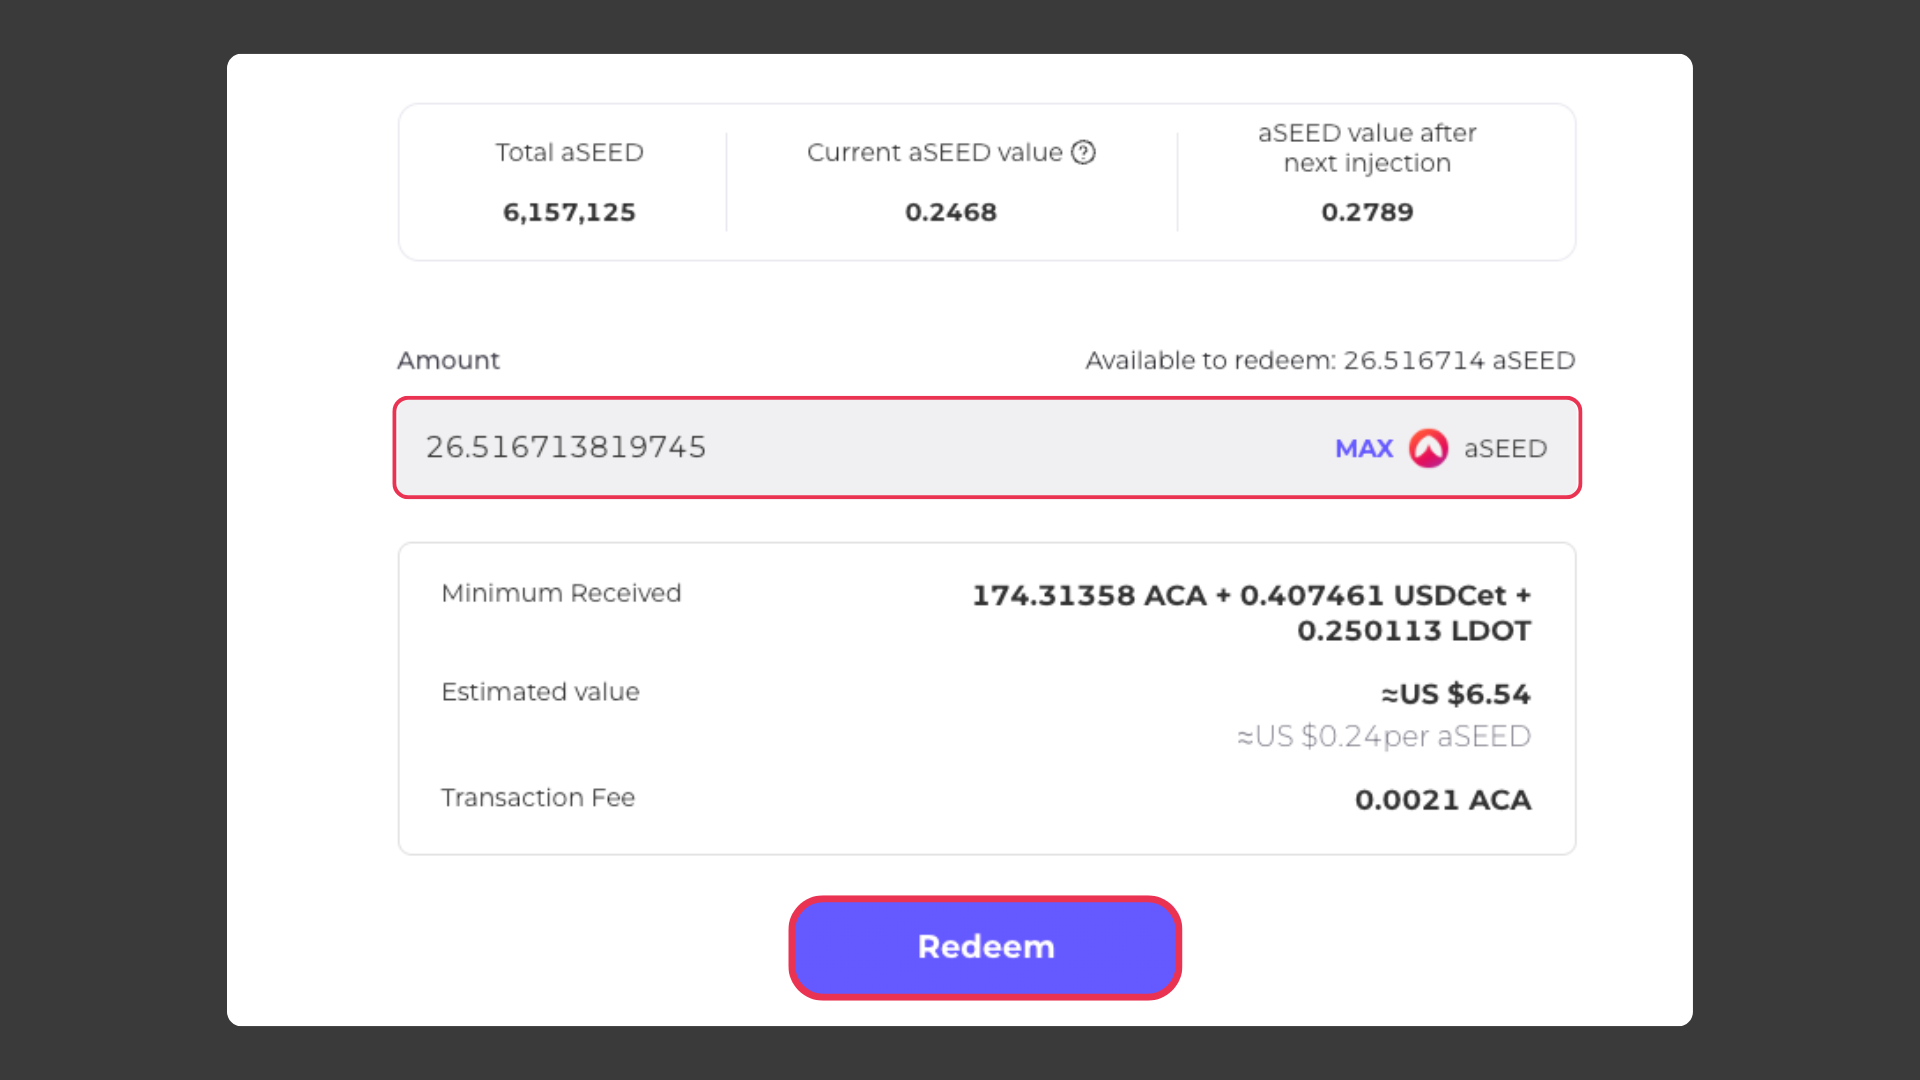 Total aSEED
6,157,125
Current aSEED value ?
0.2468
aSEED value after
next injection
0.2789
Amount
Available to redeem: 26.516714 aSEED
26.516713819745
MAX aSEED
Minimum Received
174.31358 ACA + 0.407461 USDCet +
0.250113 LDOT
Estimated value
≈US $6.54
≈US $0.24per aSEED
Transaction Fee
0.0021 ACA
Redeem